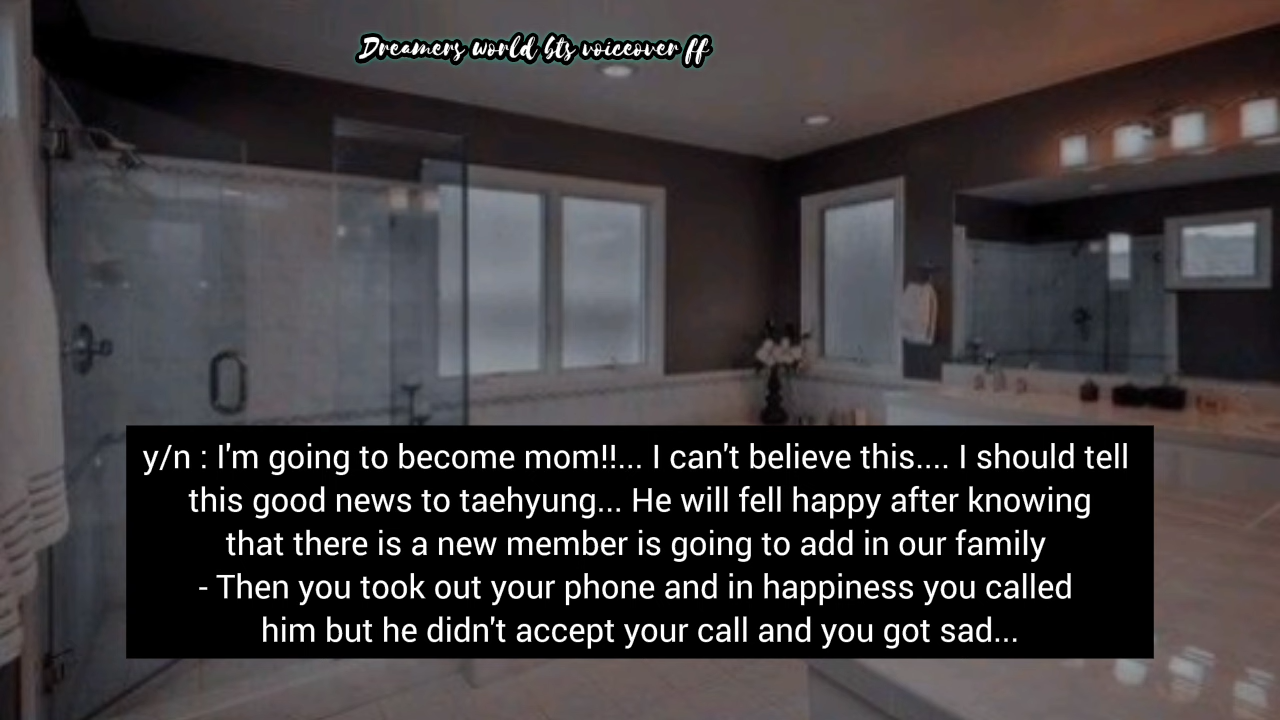 Dreamers world bts voiceover ff
y/n : I'm going to become mom!!... I can't believe this.... I should tell
this good news to taehyung... He will fell happy after knowing
that there is a new member is going to add in our family
- Then you took out your phone and in happiness you called
him but he didn't accept your call and you got sad...